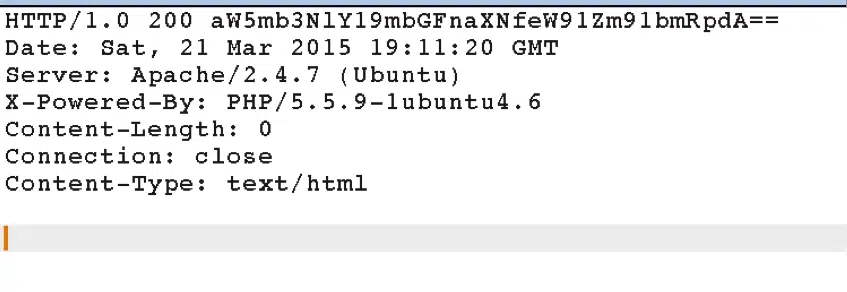 HTTP/1.0 200 aW5mb3NlY19mbGFnaXNfeW91Zm91bmRpdA==
Date: Sat, 21 Mar 2015 19:11:20 GMT
Server: Apache/2.4.7 (Ubuntu)
X-Powered-By: PHP/5.5.9-1ubuntu4.6
Content-Length: 0
Connection: close
Content-Type: text/html